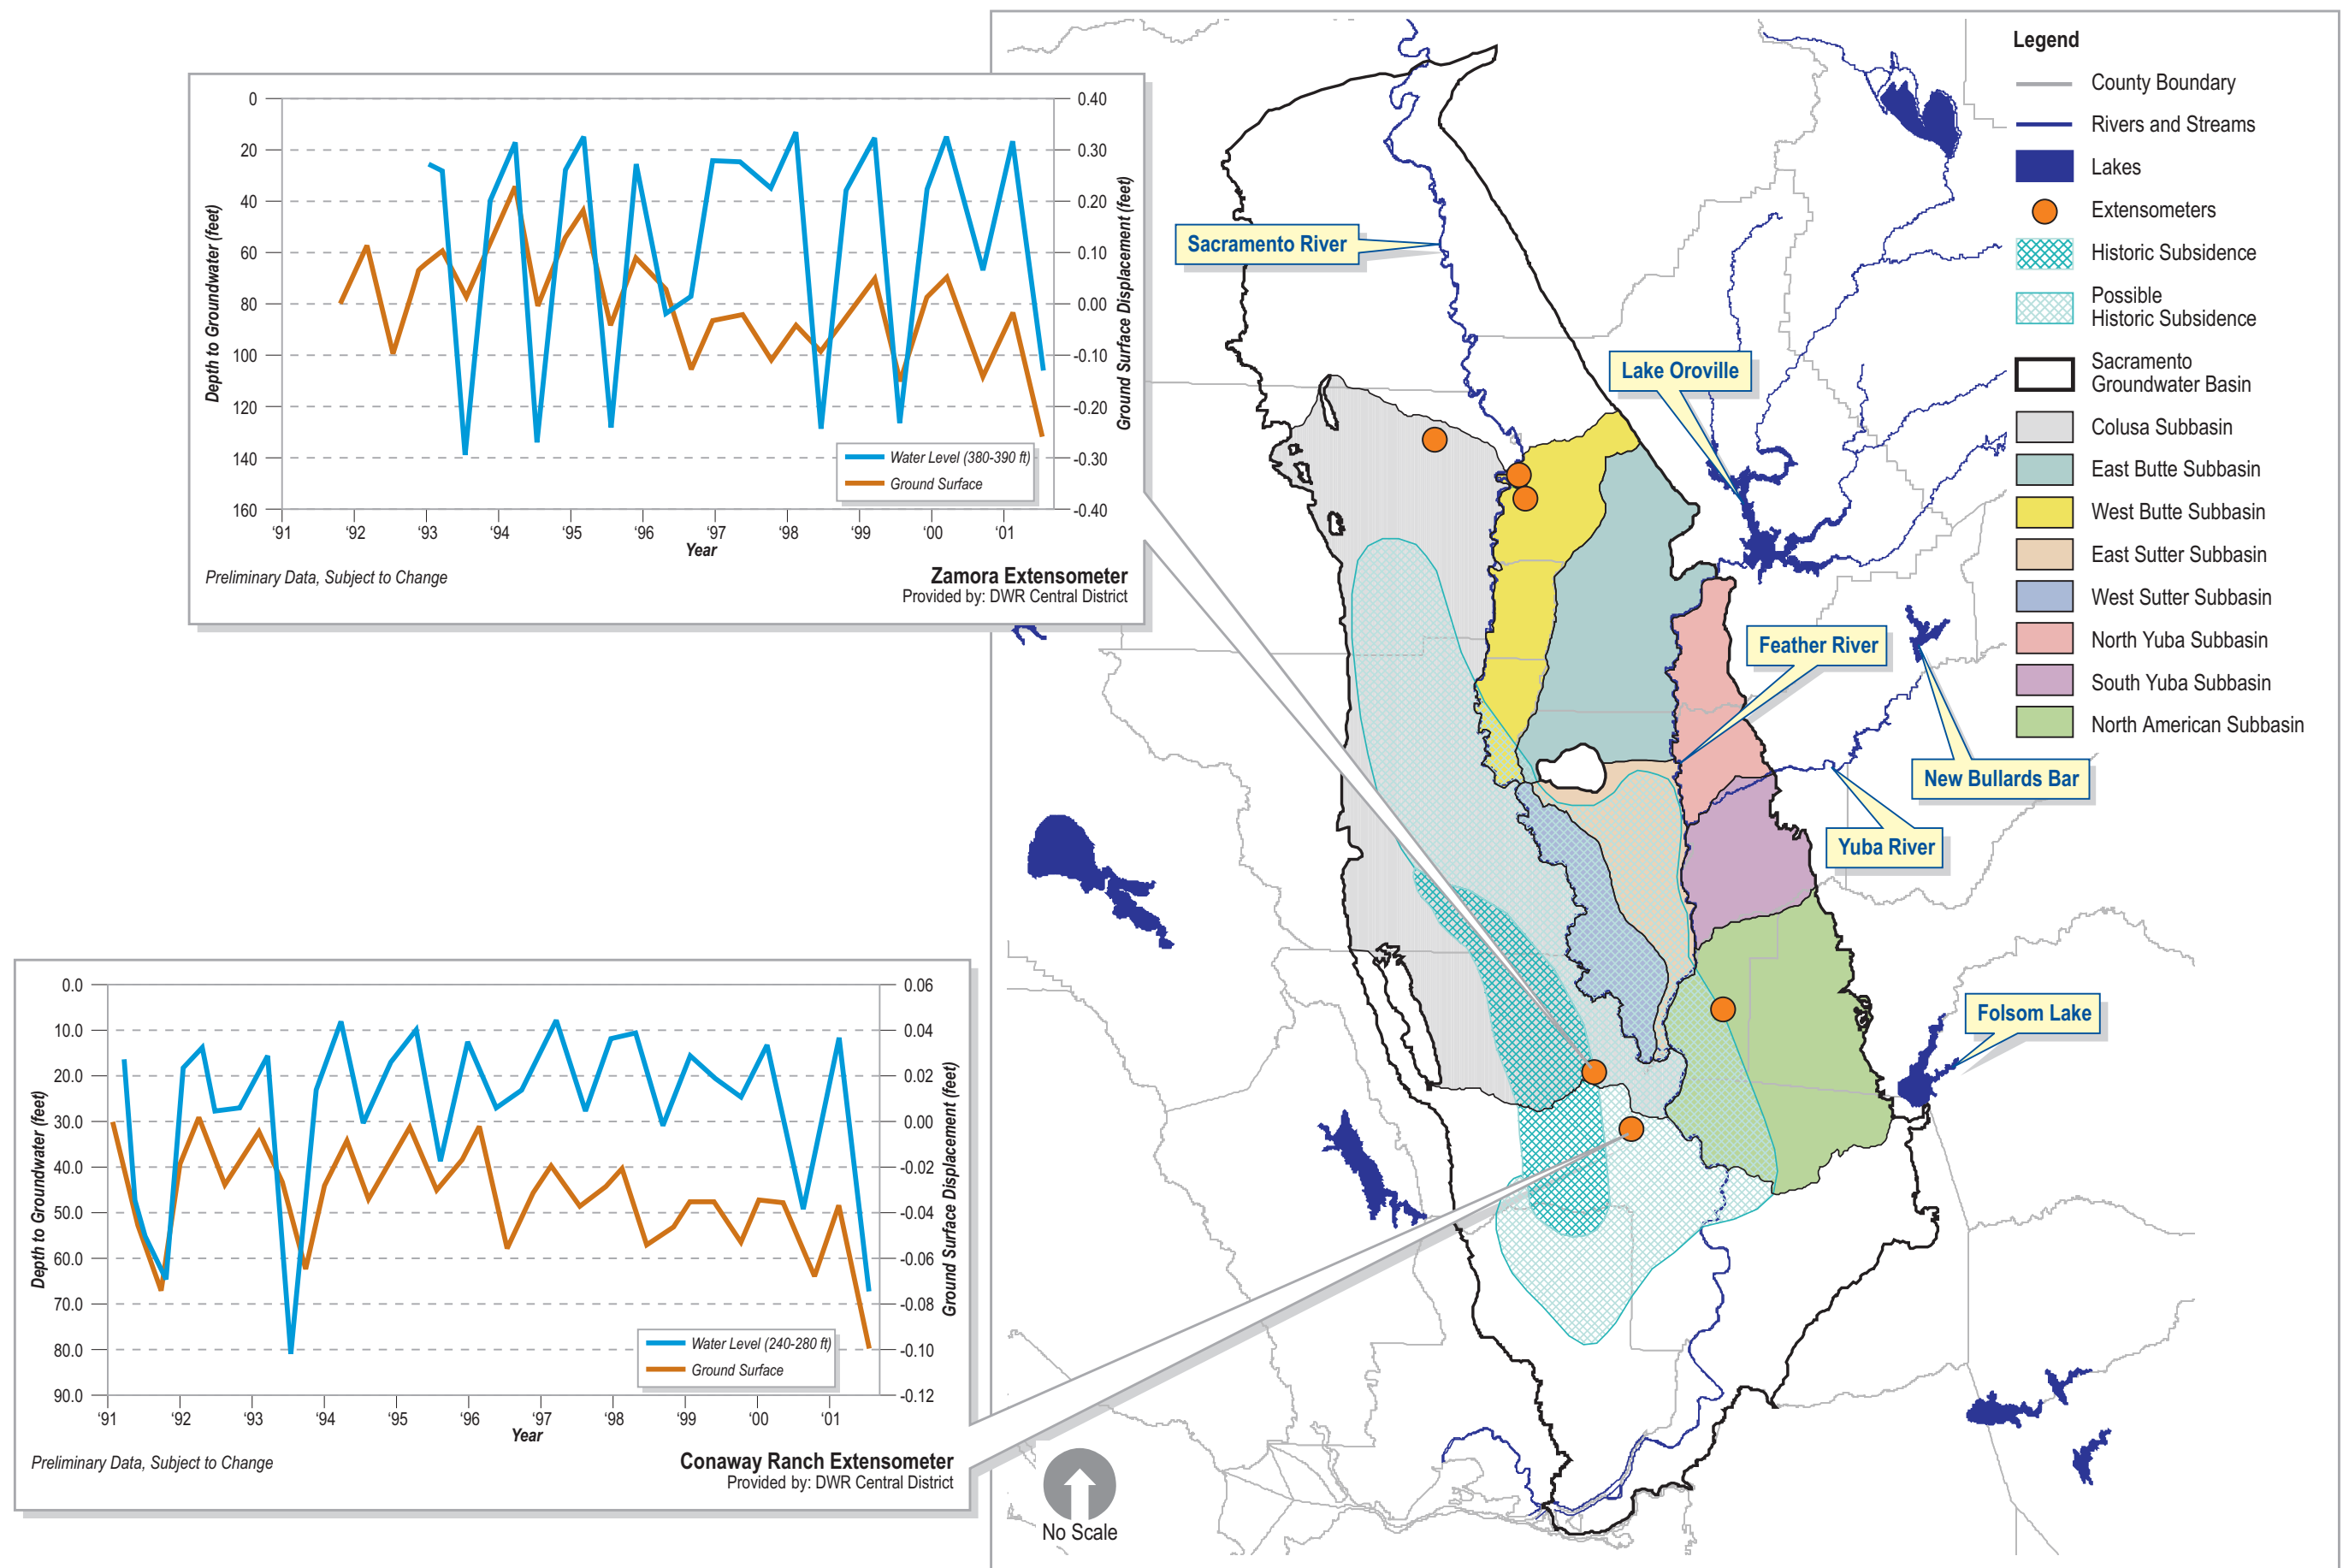 0
20
40
60
80
100
120
140
160
Depth to Groundwater (feet)
0.40
0.30
0.20
0.10
0.00
-0.10
-0.20
-0.30
-0.40
Ground Surface Displacement (feet)
Water Level (380-390 ft)
Ground Surface
‘91 ‘92 ‘93 ‘94 ‘95 ‘96 ‘97 ‘98 ‘99 ‘00 ‘01
Year
Preliminary Data, Subject to Change
Zamora Extensometer
Provided by: DWR Central District
0.0
10.0
20.0
30.0
40.0
50.0
60.0
70.0
80.0
90.0
Depth to Groundwater (feet)
0.06
0.04
0.02
0.00
-0.02
-0.04
-0.06
-0.08
-0.10
-0.12
Ground Surface Displacement (feet)
Water Level (240-280 ft)
Ground Surface
‘91 ‘92 ‘93 ‘94 ‘95 ‘96 ‘97 ‘98 ‘99 ‘00 ‘01
Year
Preliminary Data, Subject to Change
Conaway Ranch Extensometer
Provided by: DWR Central District
Sacramento River
Lake Oroville
Feather River
New Bullards Bar
Yuba River
Folsom Lake
No Scale
Legend
County Boundary
Rivers and Streams
Lakes
Extensometers
Historic Subsidence
Possible
Historic Subsidence
Sacramento
Groundwater Basin
Colusa Subbasin
East Butte Subbasin
West Butte Subbasin
East Sutter Subbasin
West Sutter Subbasin
North Yuba Subbasin
South Yuba Subbasin
North American Subbasin